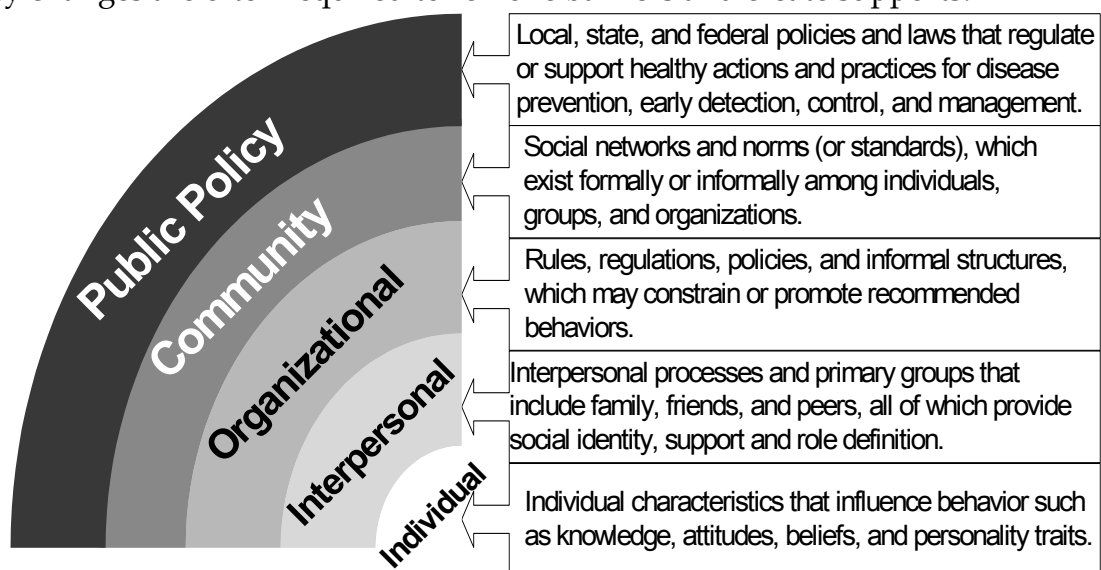 Public Policy
Community
Organizational
Interpersonal
Individual
Local, state, and federal policies and laws that regulate
or support healthy actions and practices for disease
prevention, early detection, control, and management.
Social networks and norms (or standards), which
exist formally or informally among individuals,
groups, and organizations.
Rules, regulations, policies, and informal structures,
which may constrain or promote recommended
behaviors.
Interpersonal processes and primary groups that
include family, friends, and peers, all of which provide
social identity, support and role definition.
Individual characteristics that influence behavior such
as knowledge, attitudes, beliefs, and personality traits.